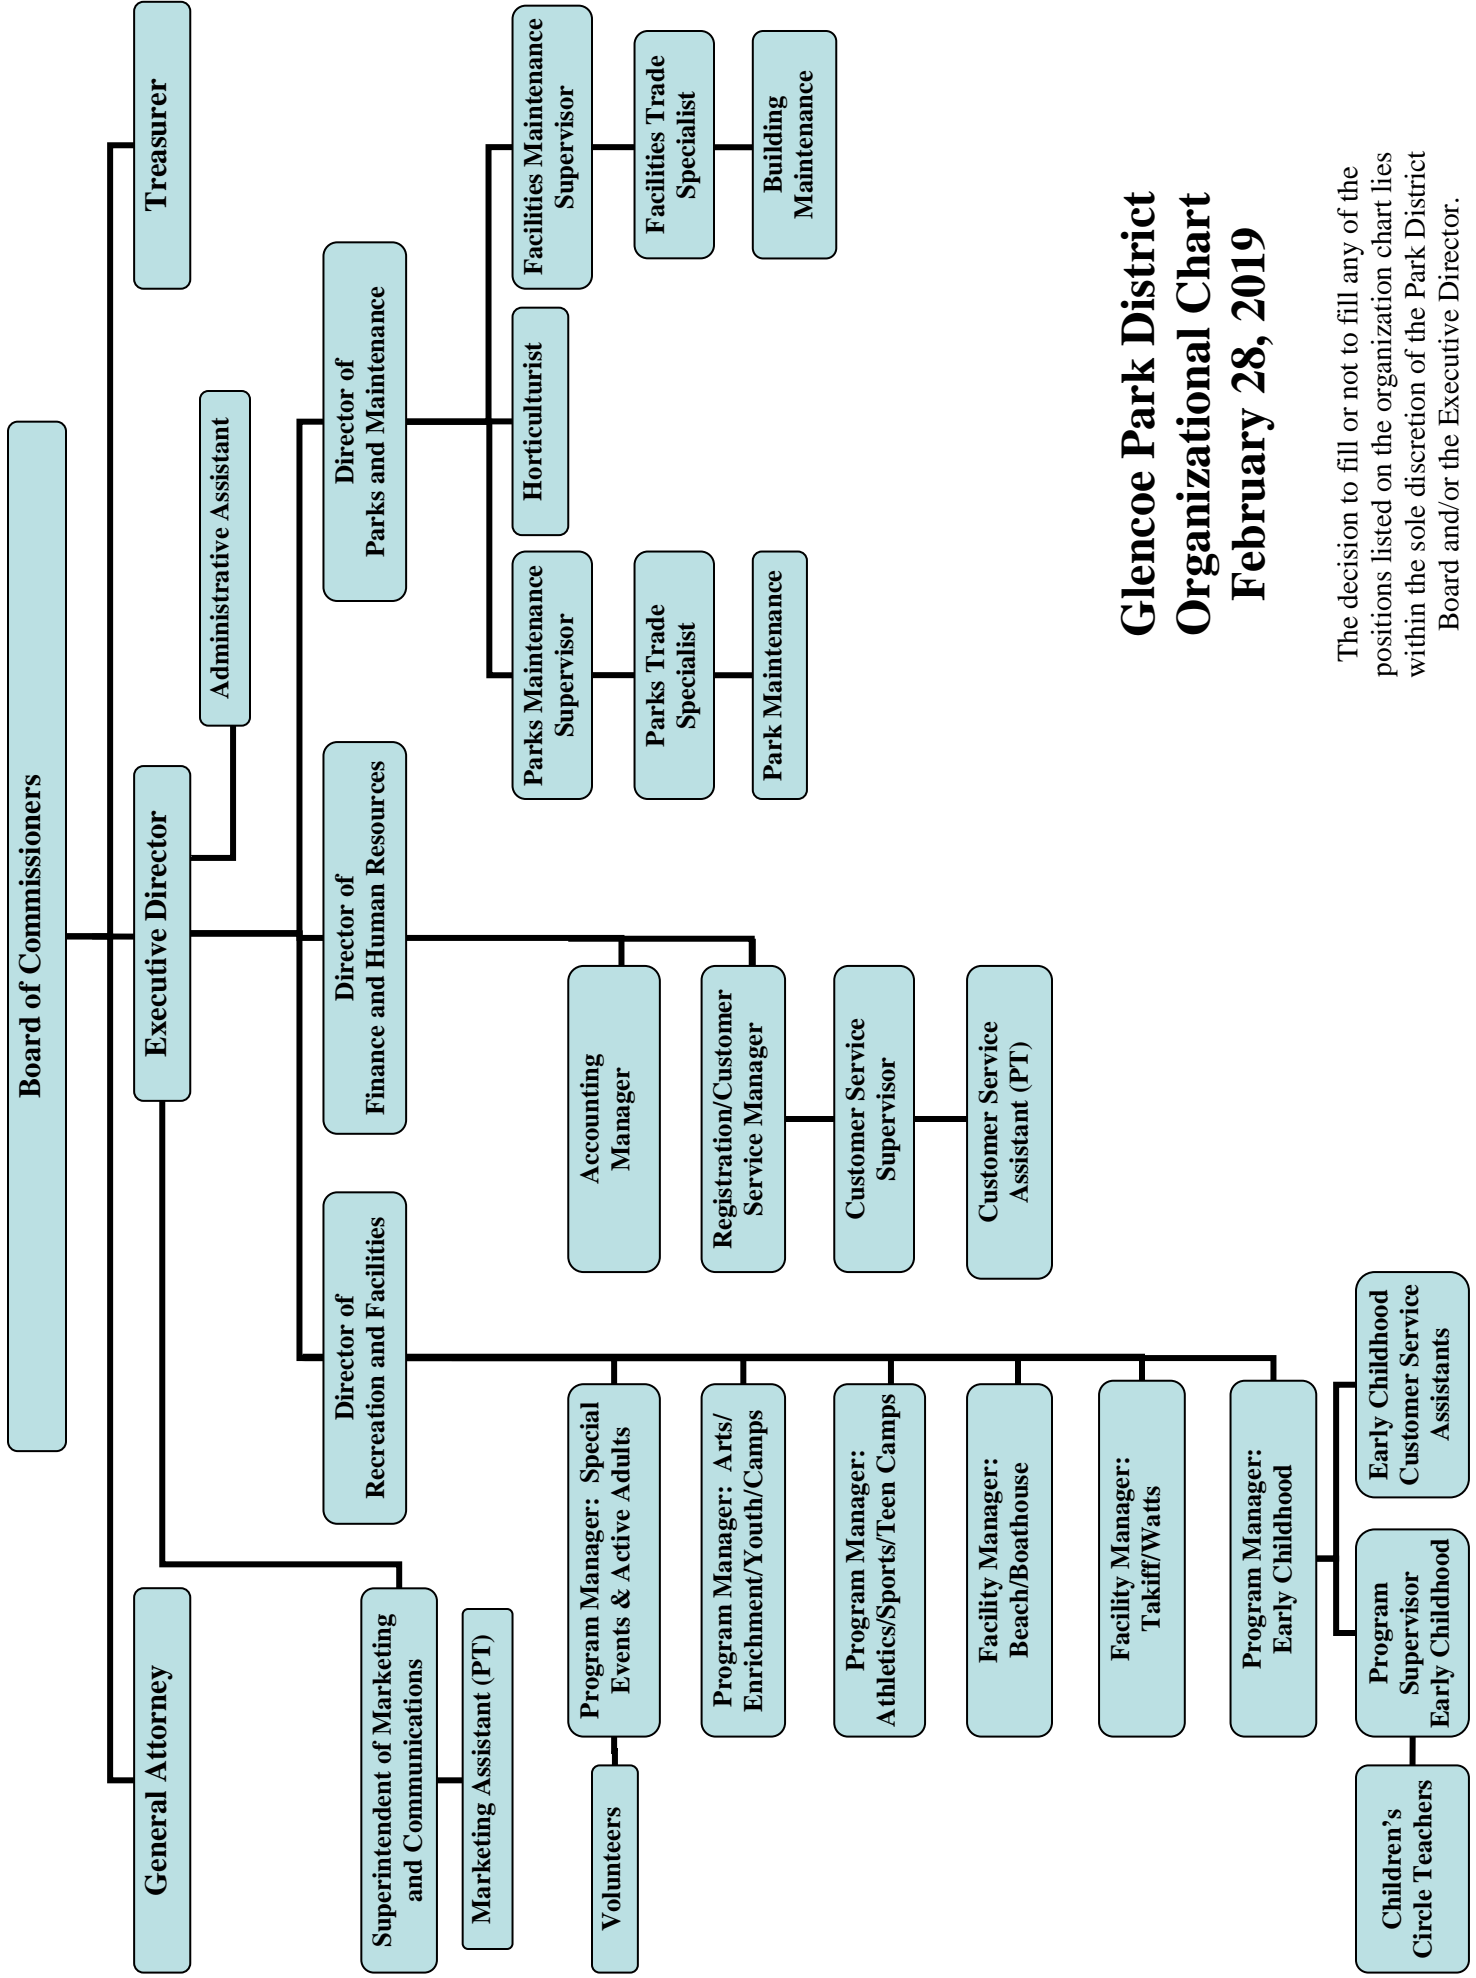 Board of Commissioners
General Attorney
Executive Director
Treasurer
Administrative Assistant
Superintendent of Marketing
and Communications
Marketing Assistant (PT)
Director of
Recreation and Facilities
Director of
Finance and Human Resources
Director of
Parks and Maintenance
Volunteers
Program Manager: Special
Events & Active Adults
Program Manager: Arts/
Enrichment/Youth/Camps
Program Manager:
Athletics/Sports/Teen Camps
Facility Manager:
Beach/Boathouse
Facility Manager:
Takiff/Watts
Program Manager:
Early Childhood
Children's
Circle Teachers
Program
Supervisor
Early Childhood
Early Childhood
Customer Service
Assistants
Accounting
Manager
Registration/Customer
Service Manager
Customer Service
Supervisor
Customer Service
Assistant (PT)
Parks Maintenance
Supervisor
Parks Trade
Specialist
Park Maintenance
Horticulturist
Facilities Maintenance
Supervisor
Facilities Trade
Specialist
Building
Maintenance
Glencoe Park District
Organizational Chart
February 28, 2019
The decision to fill or not to fill any of the
positions listed on the organization chart lies
within the sole discretion of the Park District
Board and/or the Executive Director.